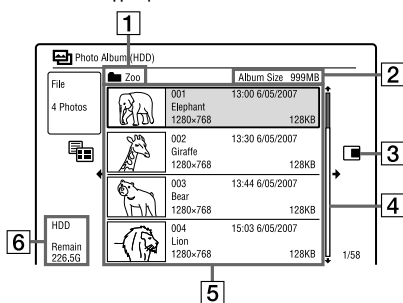 1
Photo Album (HDD)
Zoo
Album Size 999MB
2
File
4 Photos
001 13:00 6/05/2007
Elephant
1280×768 128KB
002 13:30 6/05/2007
Giraffe
1280×768 128KB
3
003 13:44 6/05/2007
Bear
1280×768 128KB
4
004 15:03 6/05/2007
Lion
1280×768 128KB
6
HDD
Remain
226.5G
1/58
5